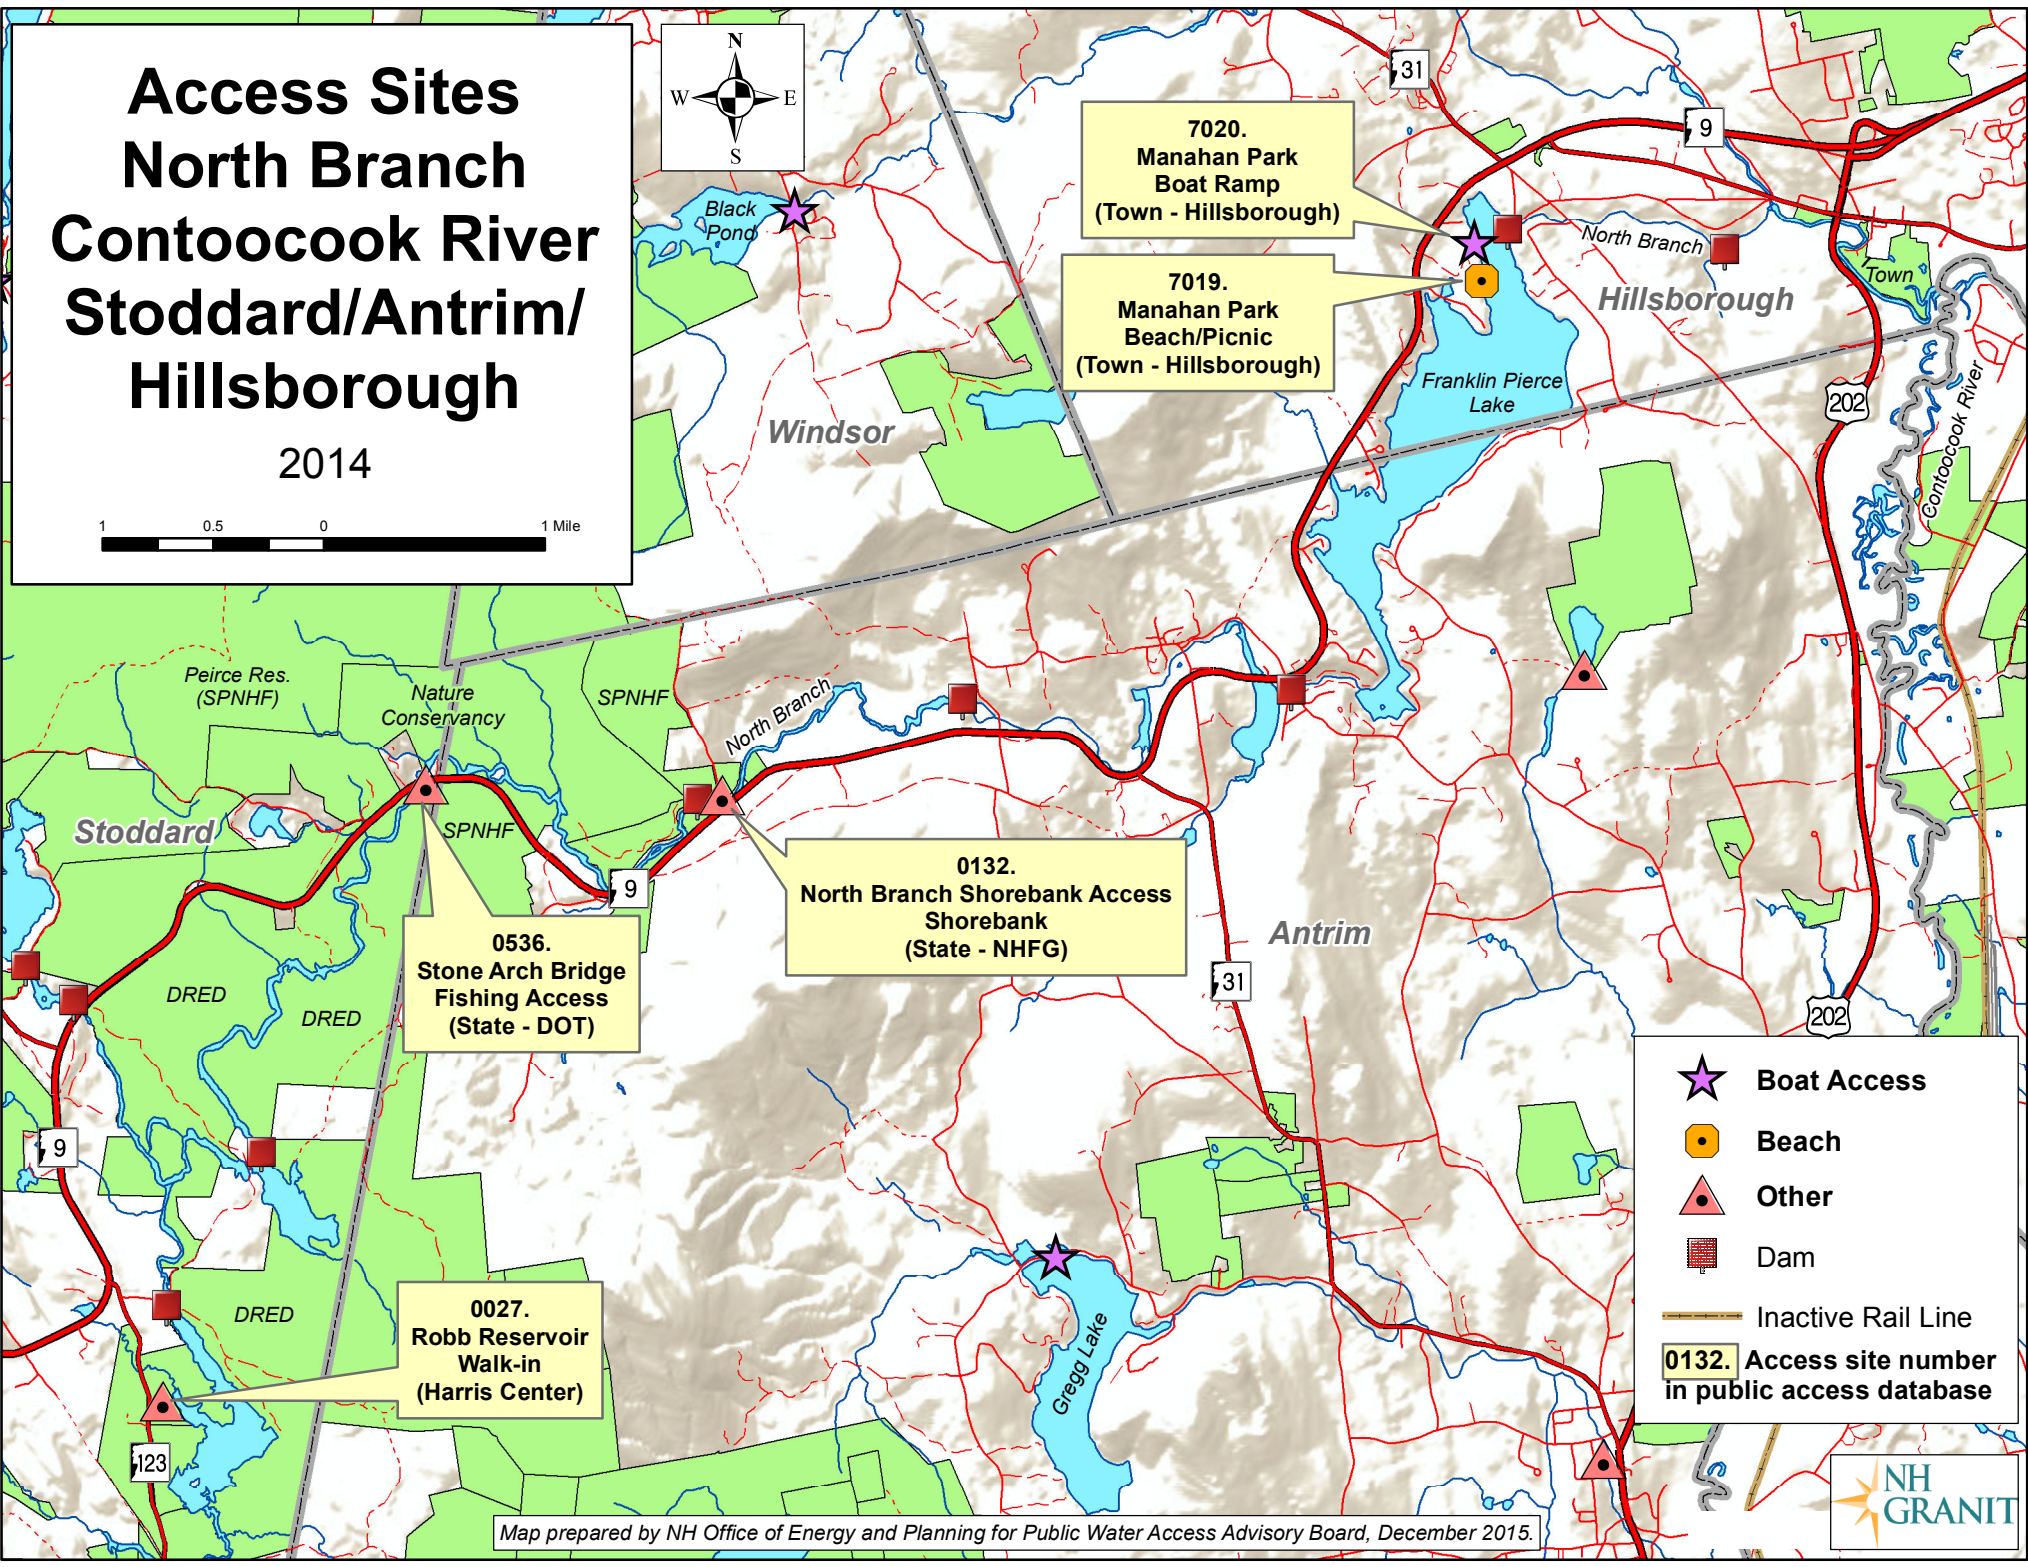 Access Sites
North Branch
Contoocook River
Stoddard/Antrim/
Hillsborough
2014
1 0.5 0 1 Mile
N
W E
S
31
9
7020.
Manahan Park
Boat Ramp
(Town - Hillsborough)
Black
Pond
North Branch
Town
7019.
Manahan Park
Beach/Picnic
(Town - Hillsborough)
Hillsborough
Franklin Pierce
Lake
202
Contoocook River
Windsor
Peirce Res.
(SPNHF)
Nature
Conservancy
SPNHF
North Branch
Stoddard
SPNHF
9
0132.
North Branch Shorebank Access
Shorebank
(State - NHFG)
Antrim
0536.
Stone Arch Bridge
Fishing Access
(State - DOT)
31
DRED
DRED
202
9
Boat Access
Beach
Other
Dam
Inactive Rail Line
0132. Access site number
in public access database
DRED
0027.
Robb Reservoir
Walk-in
(Harris Center)
Gregg Lake
123
NH
GRANIT
Map prepared by NH Office of Energy and Planning for Public Water Access Advisory Board, December 2015.